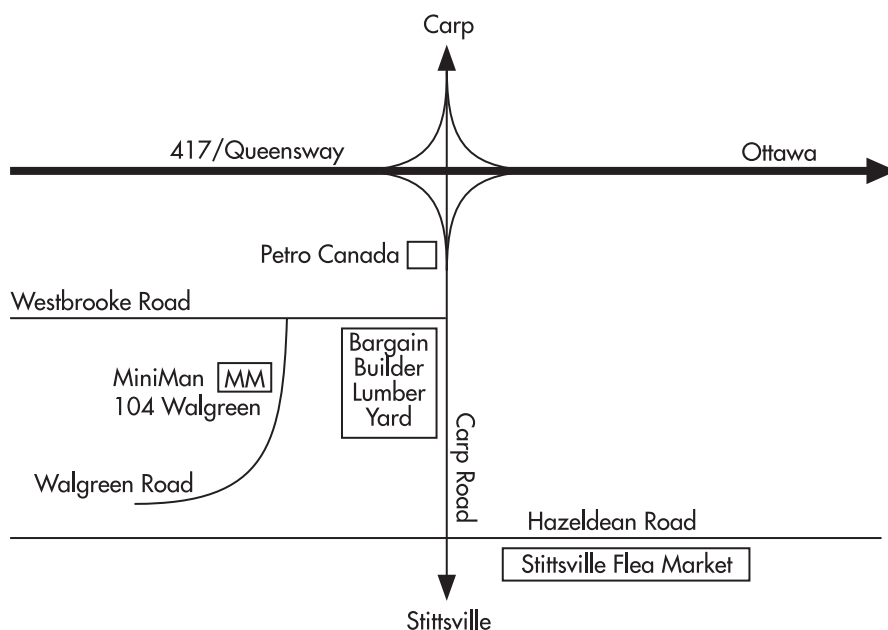 Carp
417/Queensway
Ottawa
Petro Canada
Westbrooke Road
Bargain
Builder
Lumber
Yard
MiniMan
MM
104 Walgreen
Carp Road
Walgreen Road
Hazeldean Road
Stittsville Flea Market
Stittsville